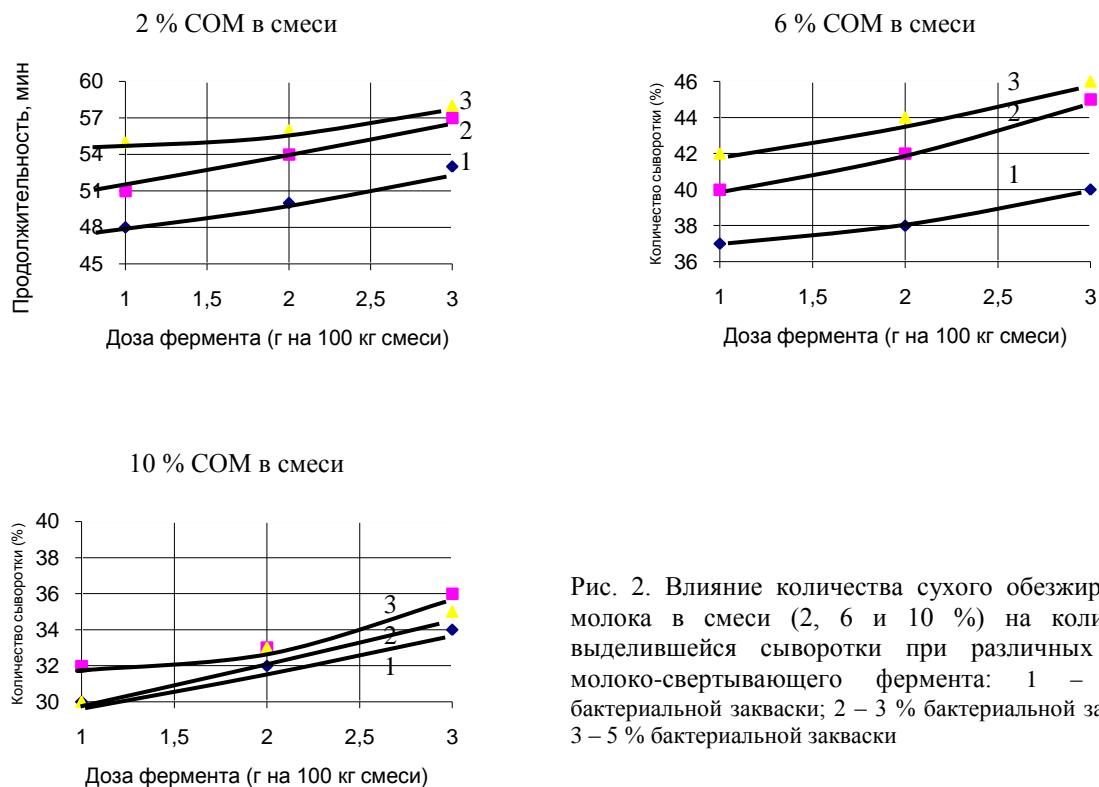 2 % СОМ в смеси
Продолжительность, мин
60
57
54
51
48
45
3
2
1
1 1,5 2 2,5 3
Доза фермента (г на 100 кг смеси)
6 % СОМ в смеси
Количество сыворотки (%)
46
44
42
40
38
36
3
2
1
1 1,5 2 2,5 3
Доза фермента (г на 100 кг смеси)
10 % СОМ в смеси
Количество сыворотки (%)
40
38
36
34
32
30
3
2
1
1 1,5 2 2,5 3
Доза фермента (г на 100 кг смеси)
Рис. 2. Влияние количества сухого обезжир
молока в смеси (2, 6 и 10 %) на коли
выделившейся сыворотки при различных
молоко-свертывающего фермента: 1 –
бактериальной закваски; 2 – 3 % бактериальной за
3 – 5 % бактериальной закваски